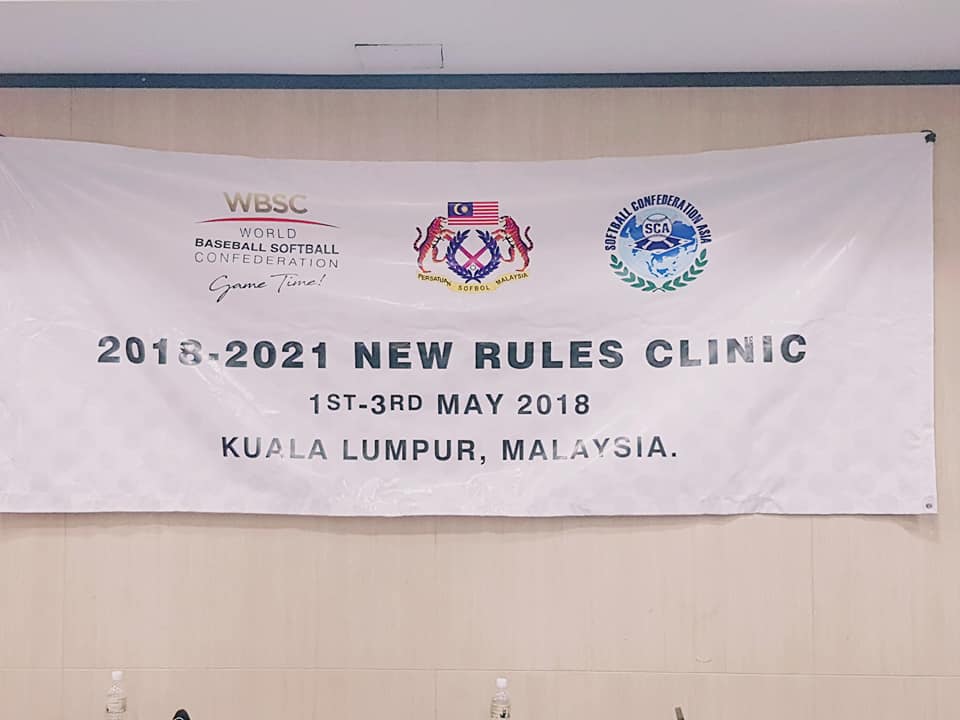 WBSC
WORLD
BASEBALL SOFTBALL
CONFEDERATION
Game Time!
PERSATUAN SOFBOL MALAYSIA
SOFTBALL CONFEDERATION ASIA
SCA
2018-2021 NEW RULES CLINIC
1ST-3RD MAY 2018
KUALA LUMPUR, MALAYSIA.